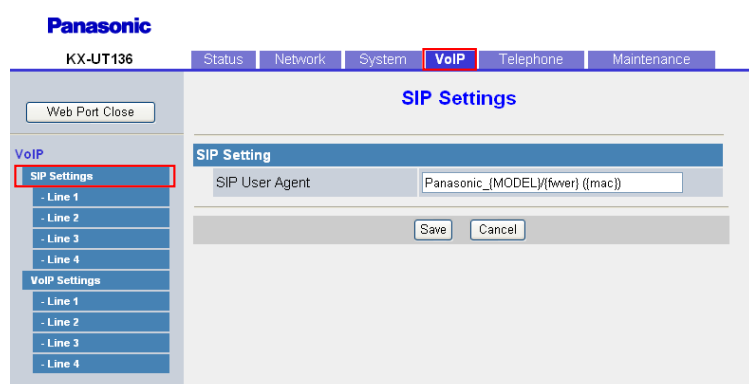 Panasonic
KX-UT136
Status Network System VoIP Telephone Maintenance
Web Port Close
SIP Settings
VoIP
SIP Settings
- Line 1
- Line 2
- Line 3
- Line 4
VoIP Settings
- Line 1
- Line 2
- Line 3
- Line 4
SIP Setting
SIP User Agent Panasonic_{MODEL}/{fwver} ({mac})
Save Cancel